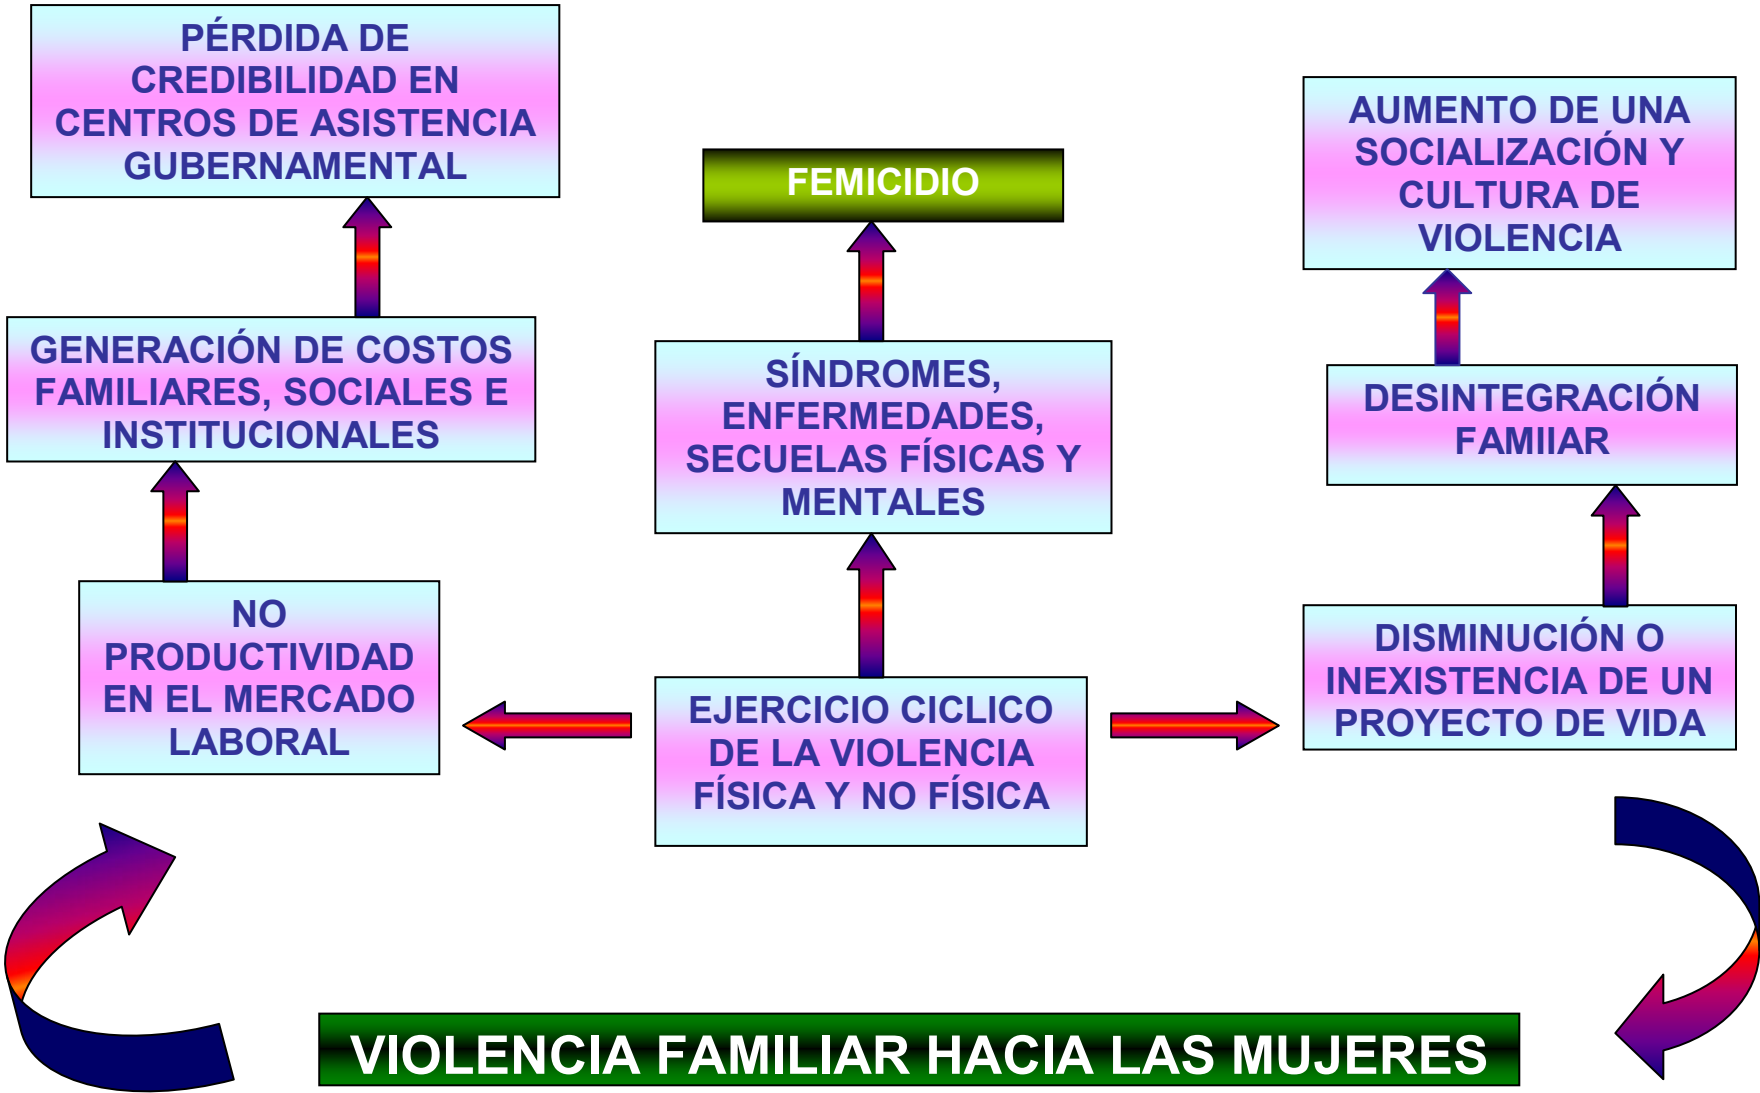 PÉRDIDA DE
CREDIBILIDAD EN
CENTROS DE ASISTENCIA
GUBERNAMENTAL
FEMICIDIO
AUMENTO DE UNA
SOCIALIZACIÓN Y
CULTURA DE
VIOLENCIA
GENERACIÓN DE COSTOS
FAMILIARES, SOCIALES E
INSTITUCIONALES
SÍNDROMES,
ENFERMEDADES,
SECUELAS FÍSICAS Y
MENTALES
DESINTEGRACIÓN
FAMIIAR
NO
PRODUCTIVIDAD
EN EL MERCADO
LABORAL
EJERCICIO CICLICO
DE LA VIOLENCIA
FÍSICA Y NO FÍSICA
DISMINUCIÓN O
INEXISTENCIA DE UN
PROYECTO DE VIDA
VIOLENCIA FAMILIAR HACIA LAS MUJERES